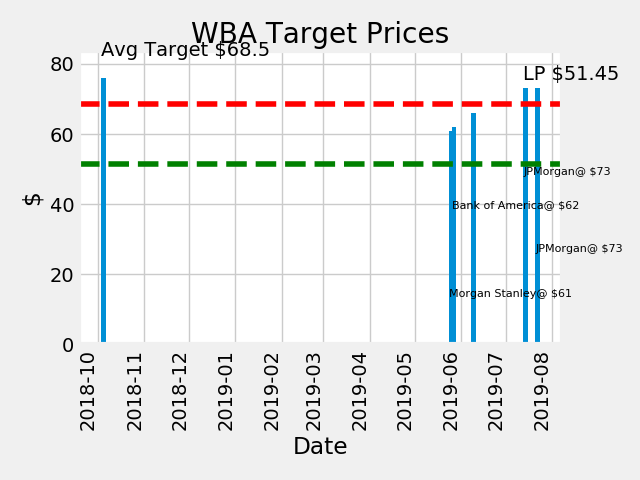 WBA Target Prices
Avg Target $68.5
LP $51.45
80
60
40
20
0
$
JPMorgan@ $73
Bank of America@ $62
JPMorgan@ $73
Morgan Stanley@ $61
2018-10
2018-11
2018-12
2019-01
2019-02
2019-03
2019-04
2019-05
2019-06
2019-07
2019-08
Date